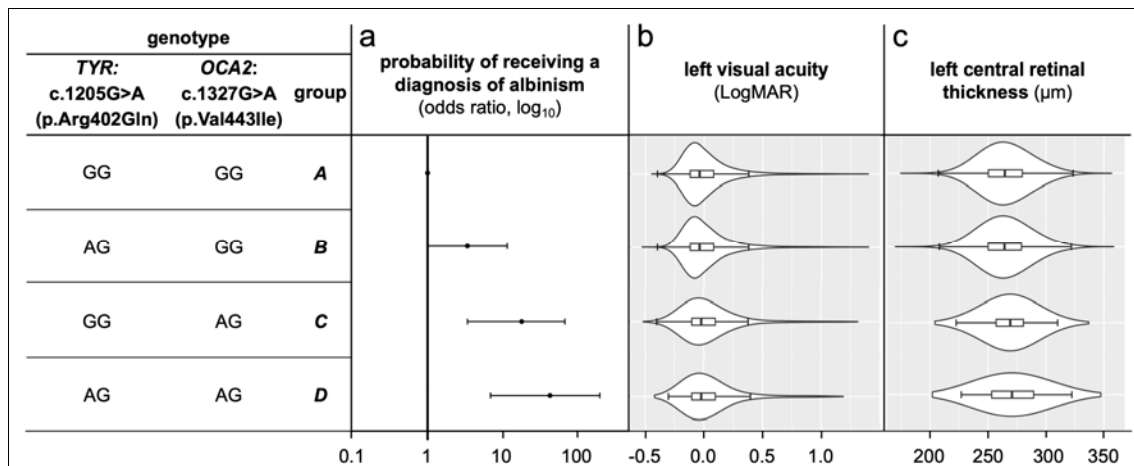 genotype
TYR:
c.1205G>A
(p.Arg402Gln)
OCA2:
c.1327G>A
(p.Val443Ile)
group
a
probability of receiving a
diagnosis of albinism
(odds ratio, log₁₀)
b
left visual acuity
(LogMAR)
c
left central retinal
thickness (µm)
GG GG A
AG GG B
GG AG C
AG AG D
0.1 1 10 100
-0.5 0.0 0.5 1.0
200 250 300 350